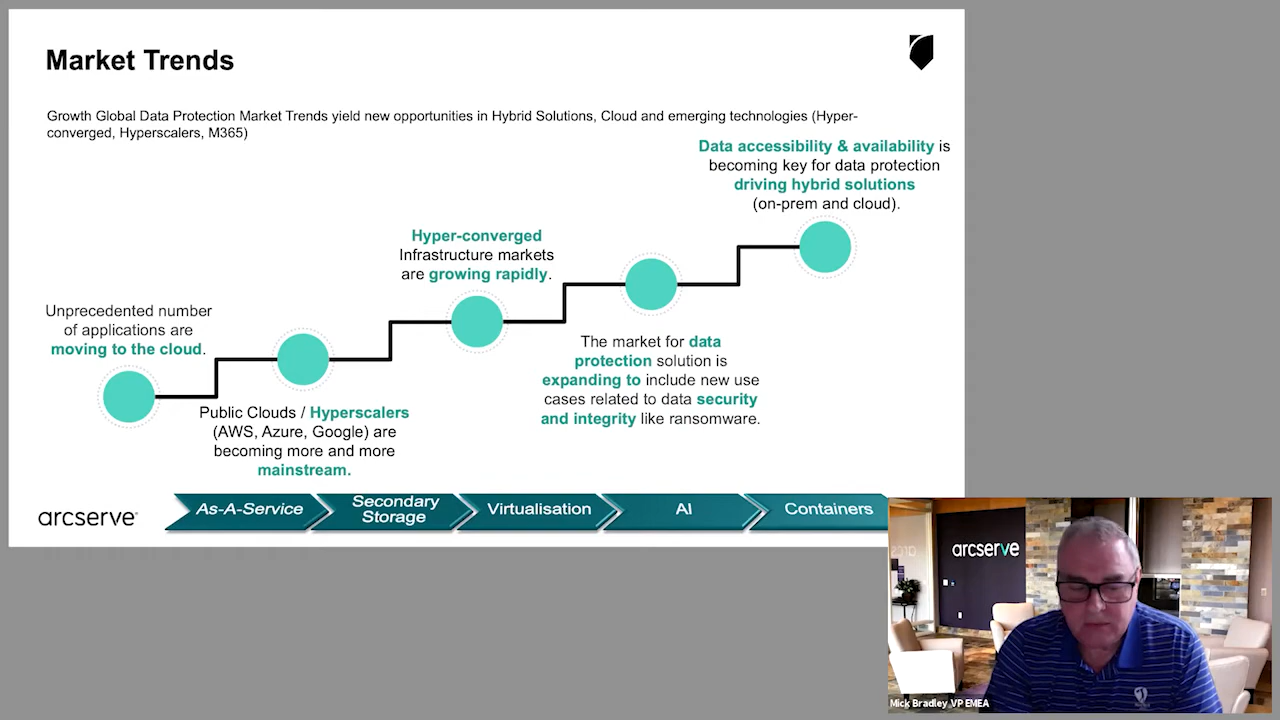 Market Trends
Growth Global Data Protection Market Trends yield new opportunities in Hybrid Solutions, Cloud and emerging technologies (Hyper-
converged, Hyperscalers, M365)
Data accessibility & availability is
becoming key for data protection
driving hybrid solutions
(on-prem and cloud).
Hyper-converged
Infrastructure markets
are growing rapidly.
Unprecedented number
of applications are
moving to the cloud.
The market for data
protection solution is
expanding to include new use
cases related to data security
and integrity like ransomware.
Public Clouds / Hyperscalers
(AWS, Azure, Google) are
becoming more and more
mainstream.
arcserve®
As-A-Service
Secondary
Storage
Virtualisation
AI
Containers
arcserve
Mick Bradley VP EMEA